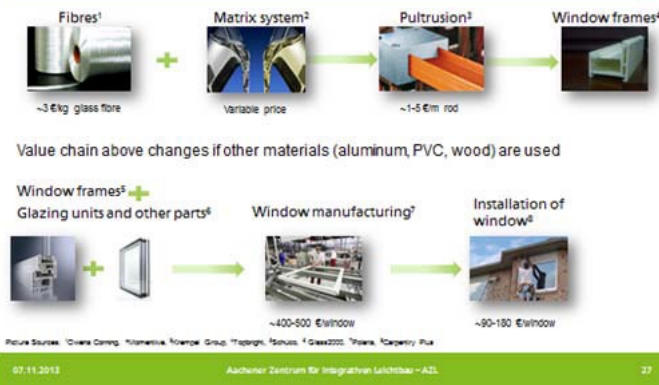 Fibres¹
Matrix system²
Pultrusion³
Window frames⁴
~3 €/kg glass fibre
Variable price
~1-5 €/m rod
Value chain above changes if other materials (aluminum, PVC, wood) are used
Window frames⁵
Glazing units and other parts⁶
Window manufacturing⁷
Installation of
window⁸
~400-500 €/window
~90-180 €/window
Picture Sources: ¹Owens Corning, ²Momentive, ³Krempel Group, ⁴Topbright, ⁵Schüco, ⁶Glass2000, ⁷Polaris, ⁸Carpentry Plus
07.11.2013
Aachener Zentrum für integrativen Leichtbau – AZL
27